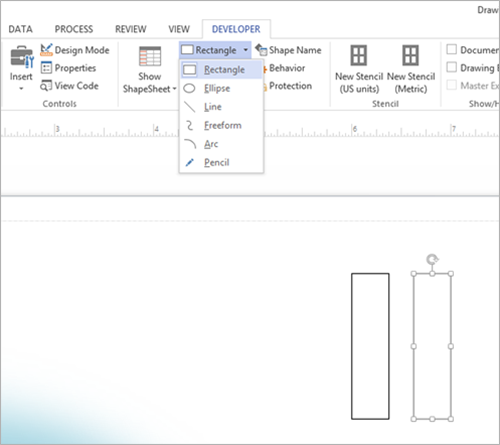 Draw
DATA PROCESS REVIEW VIEW DEVELOPER
Insert
Design Mode
Properties
View Code
Controls
Show
ShapeSheet
Rectangle
Rectangle
Ellipse
Line
Freeform
Arc
Pencil
Shape Name
Behavior
Protection
New Stencil
(US units)
New Stencil
(Metric)
Stencil
Documen
Drawing E
Master Ex
Show/H
3 4 6 7